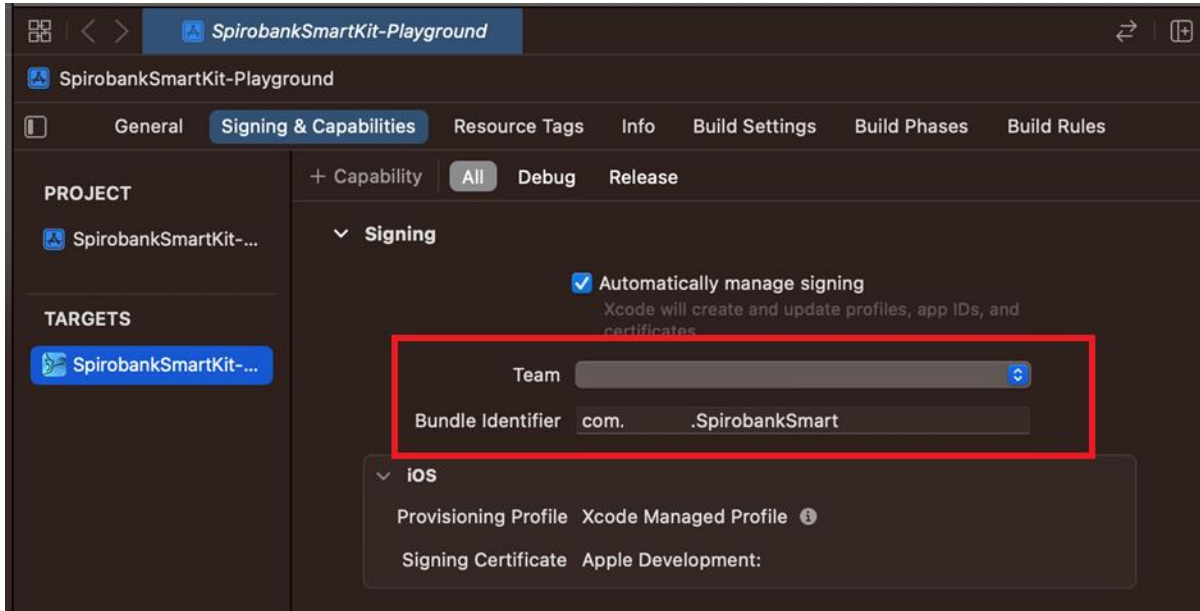 SpirobankSmartKit-Playground
SpirobankSmartKit-Playground
General Signing & Capabilities Resource Tags Info Build Settings Build Phases Build Rules
+ Capability All Debug Release
PROJECT
SpirobankSmartKit-...
TARGETS
SpirobankSmartKit-...
Signing
Automatically manage signing
Xcode will create and update profiles, app IDs, and
certificates
Team
Bundle Identifier com. .SpirobankSmart
iOS
Provisioning Profile Xcode Managed Profile
Signing Certificate Apple Development: